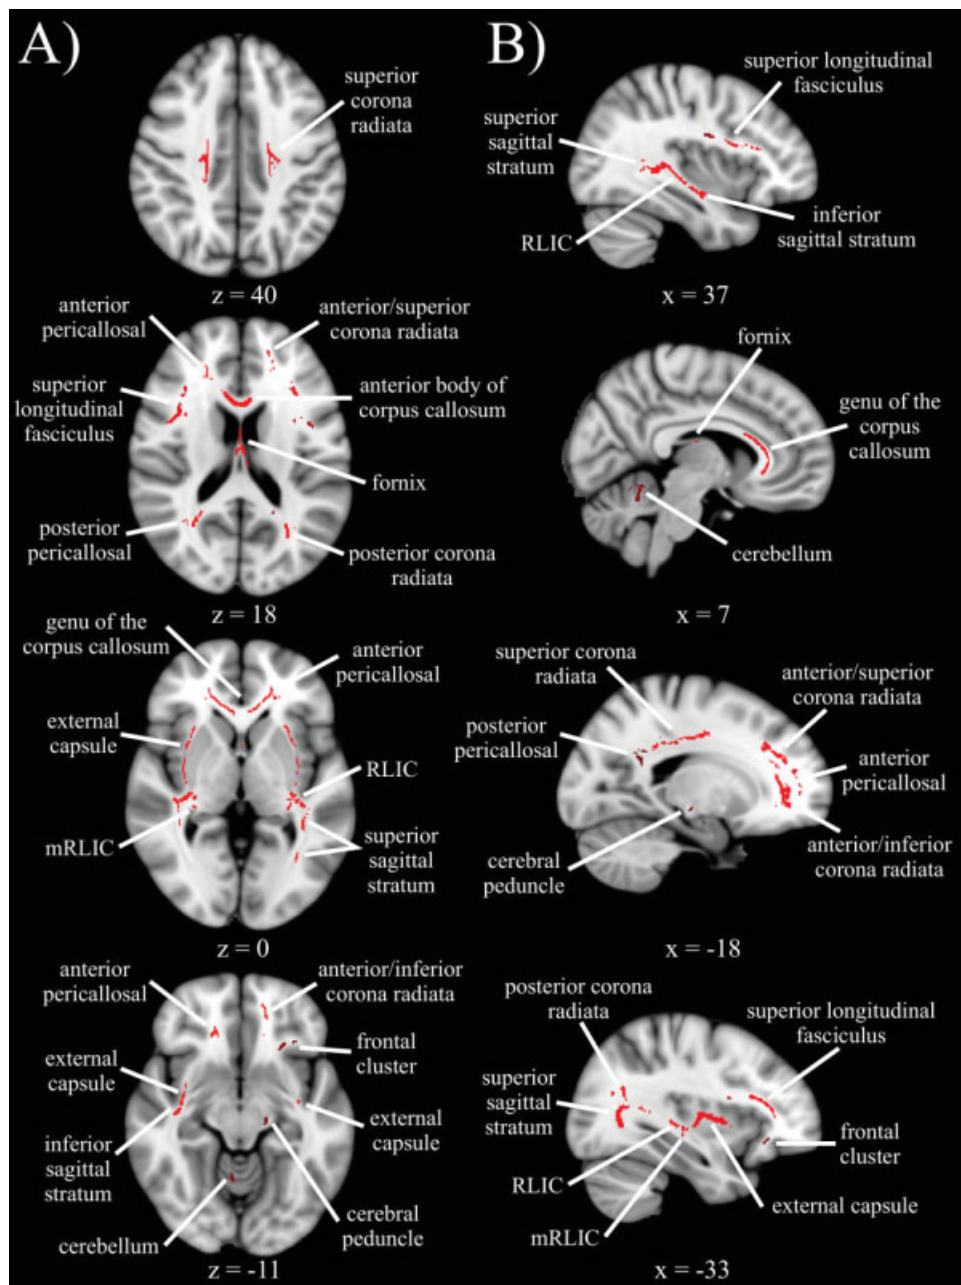 A)
superior
corona
radiata
z = 40
anterior
pericallosal
anterior/superior
corona radiata
superior
longitudinal
fasciculus
anterior body of
corpus callosum
fornix
posterior
pericallosal
posterior corona
radiata
z = 18
genu of the
corpus callosum
anterior
pericallosal
external
capsule
RLIC
mRLIC
superior
sagittal
stratum
z = 0
anterior
pericallosal
anterior/inferior
corona radiata
frontal
cluster
external
capsule
external
capsule
inferior
sagittal
stratum
cerebral
peduncle
cerebellum
z = -11
B)
superior longitudinal
fasciculus
superior
sagittal
stratum
RLIC
inferior
sagittal stratum
x = 37
fornix
genu of the
corpus
callosum
cerebellum
x = 7
superior corona
radiata
anterior/superior
corona radiata
posterior
pericallosal
anterior
pericallosal
cerebral
peduncle
anterior/inferior
corona radiata
x = -18
posterior corona
radiata
superior longitudinal
fasciculus
superior
sagittal
stratum
frontal
cluster
RLIC
external capsule
mRLIC
x = -33